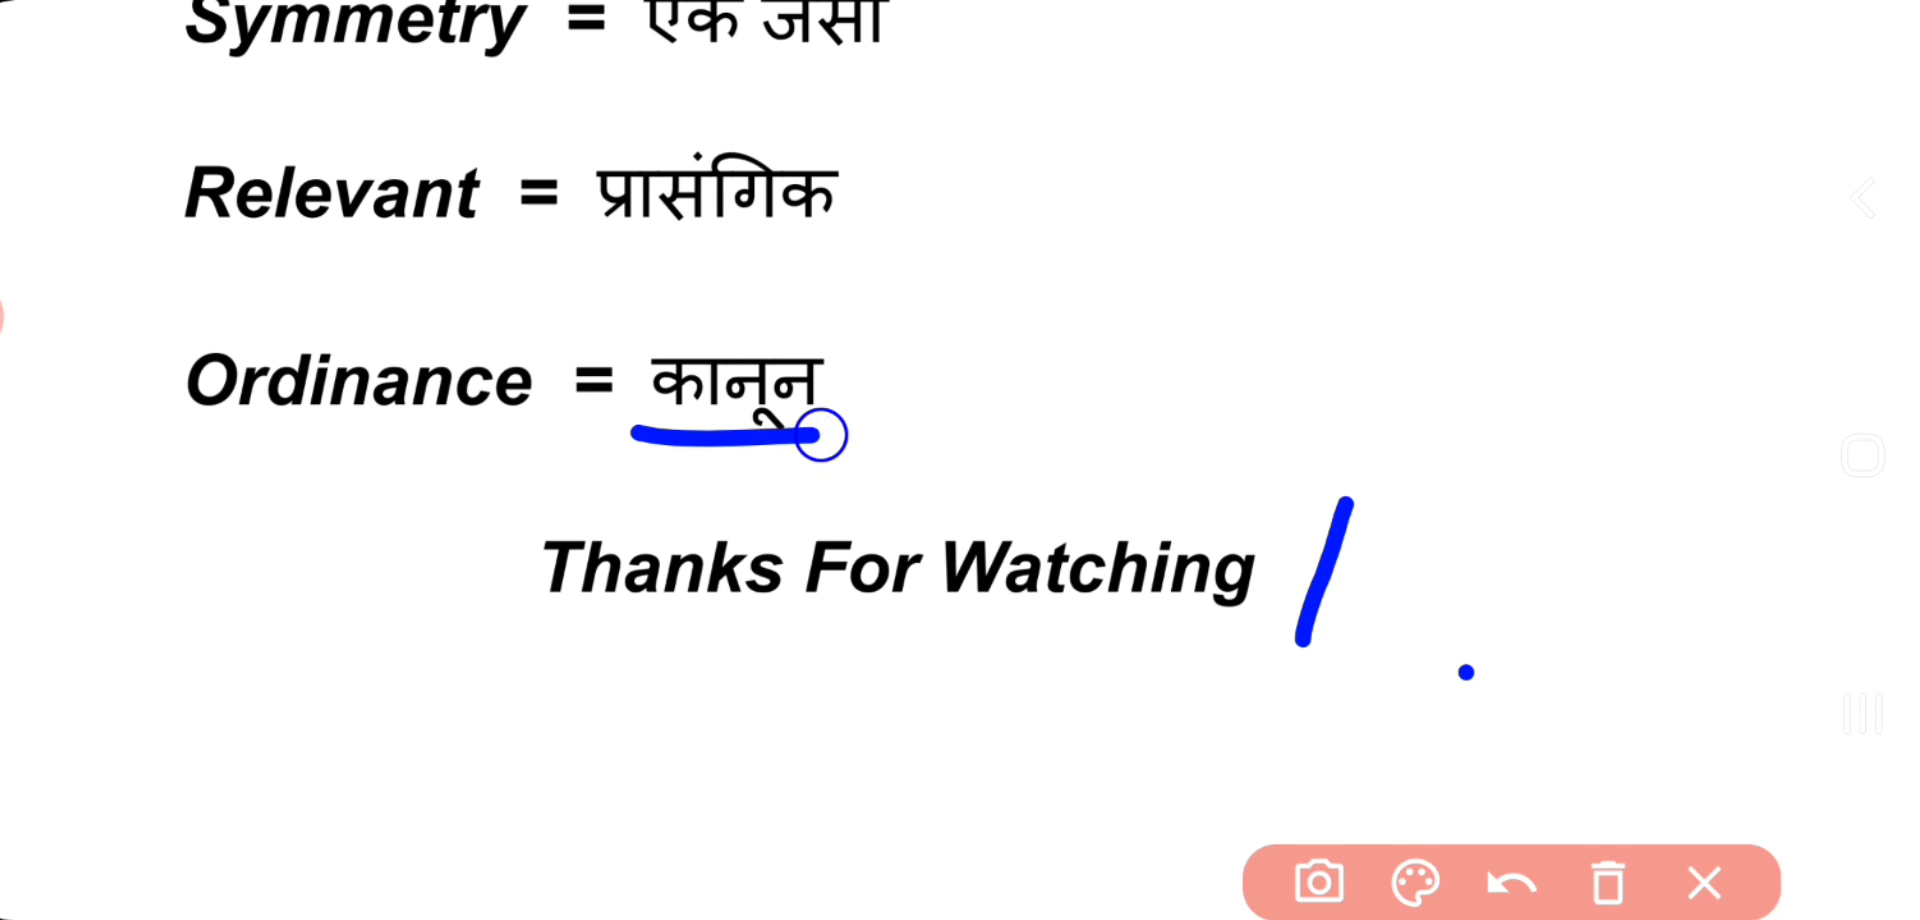 Symmetry = एक जैसा
Relevant = प्रासंगिक
Ordinance = कानून
Thanks For Watching